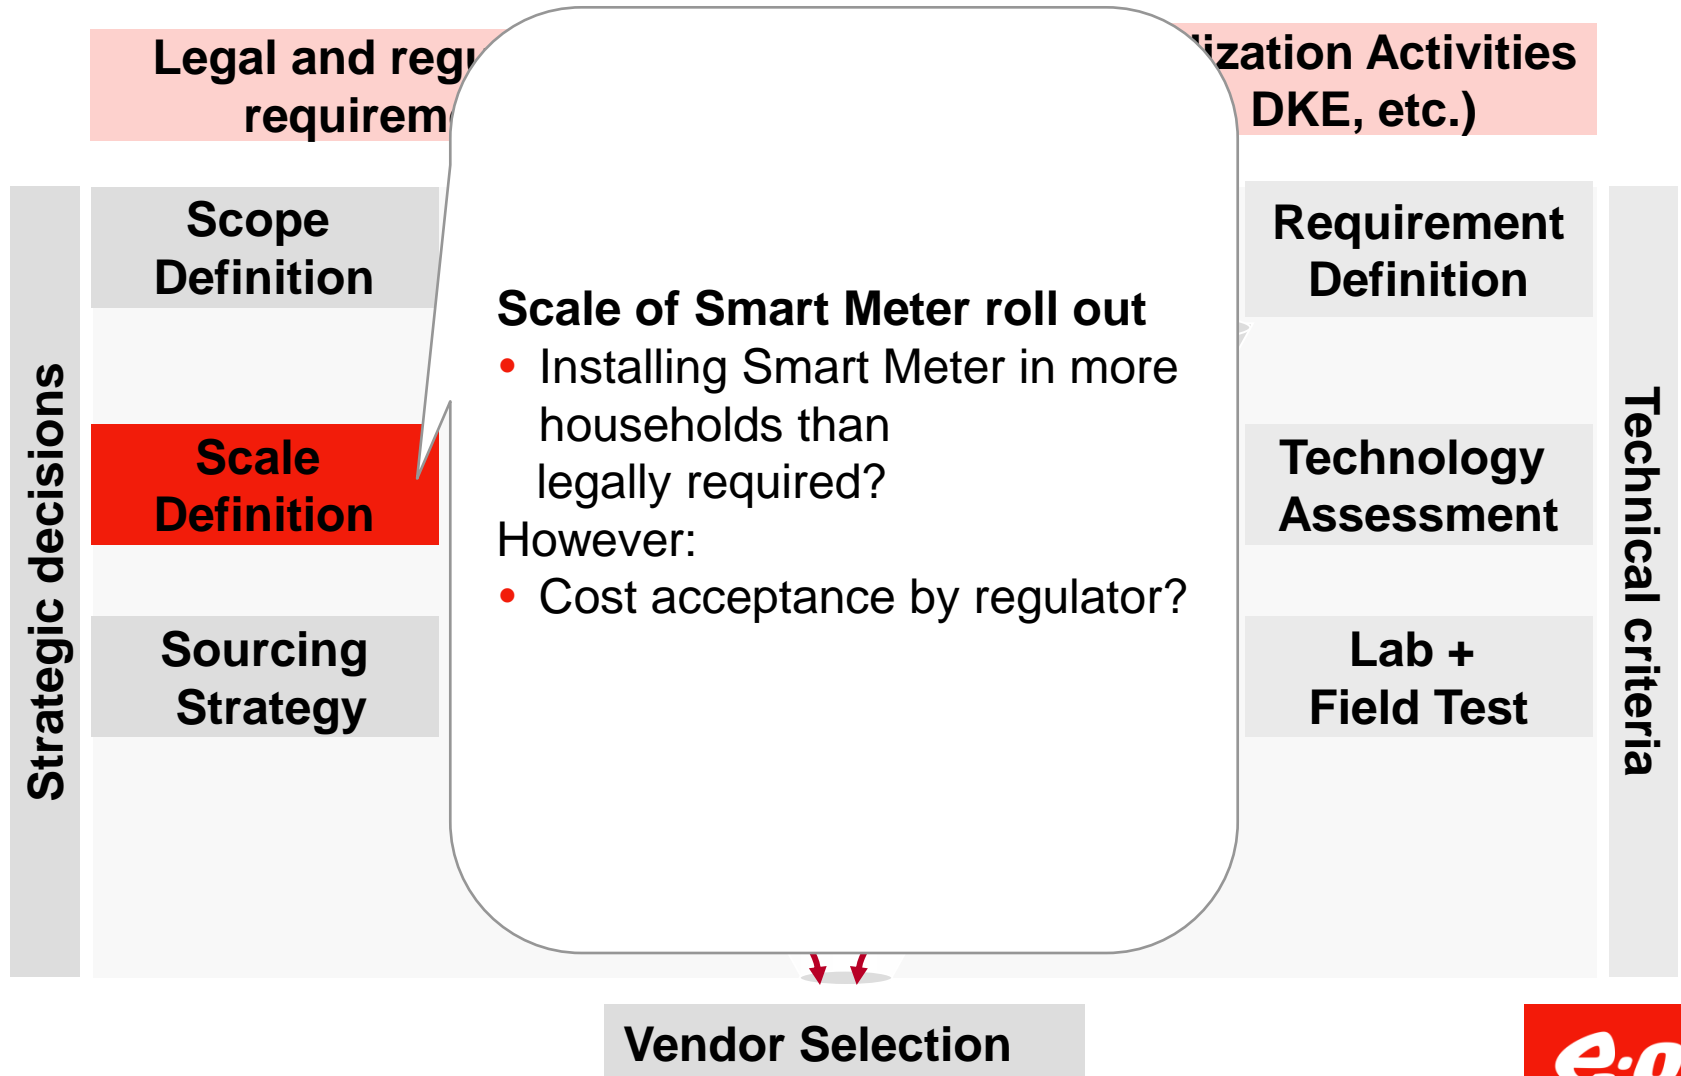 Legal and
requirem
ization Activities
DKE, etc.)
Strategic decisions
Scope
Definition
Scale
Definition
Sourcing
Strategy
Scale of Smart Meter roll out
• Installing Smart Meter in more
households than
legally required?
However:
• Cost acceptance by regulator?
Requirement
Definition
Technology
Assessment
Lab +
Field Test
Technical criteria
Vendor Selection